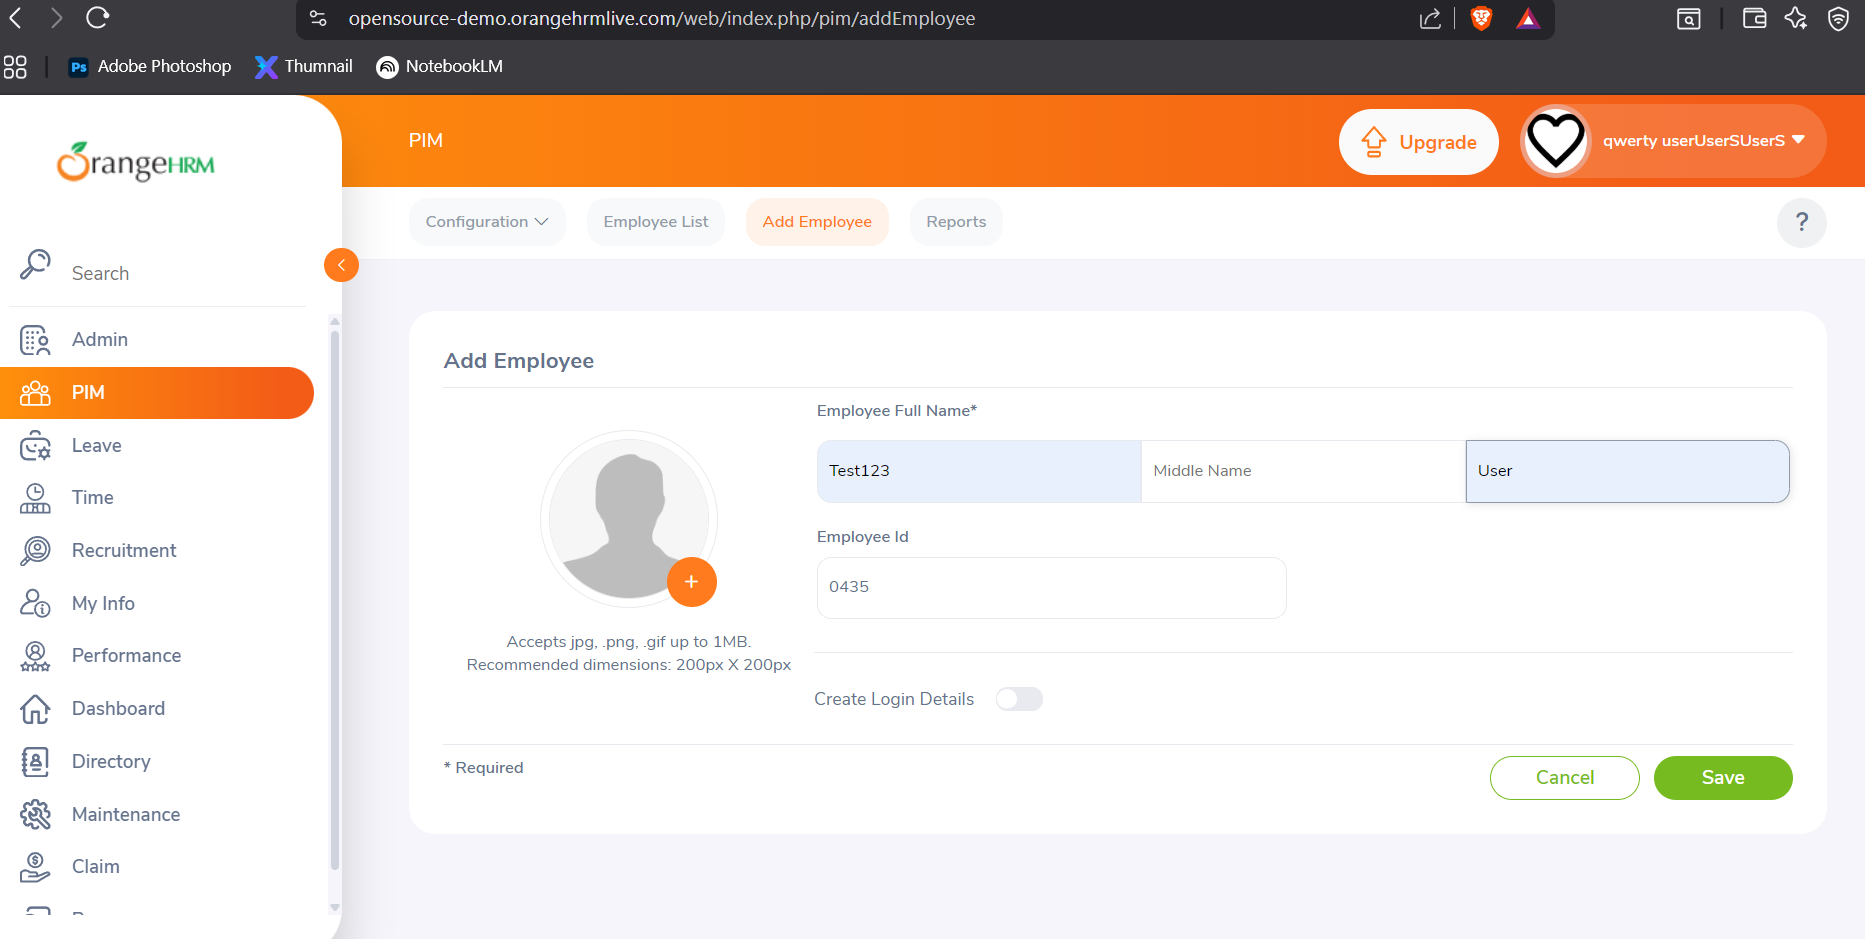 opensource-demo.orangehrmlive.com/web/index.php/pim/addEmployee
Ps Adobe Photoshop Thumnail NotebookLM
OrangeHRM
PIM
Upgrade
qwerty userUserSUserS
Configuration Employee List Add Employee Reports ?
Search
Admin
PIM
Leave
Time
Recruitment
My Info
Performance
Dashboard
Directory
Maintenance
Claim
Add Employee
Employee Full Name*
Test123 Middle Name User
Employee Id
0435
Accepts jpg, .png, .gif up to 1MB.
Recommended dimensions: 200px X 200px
Create Login Details
* Required
Cancel Save